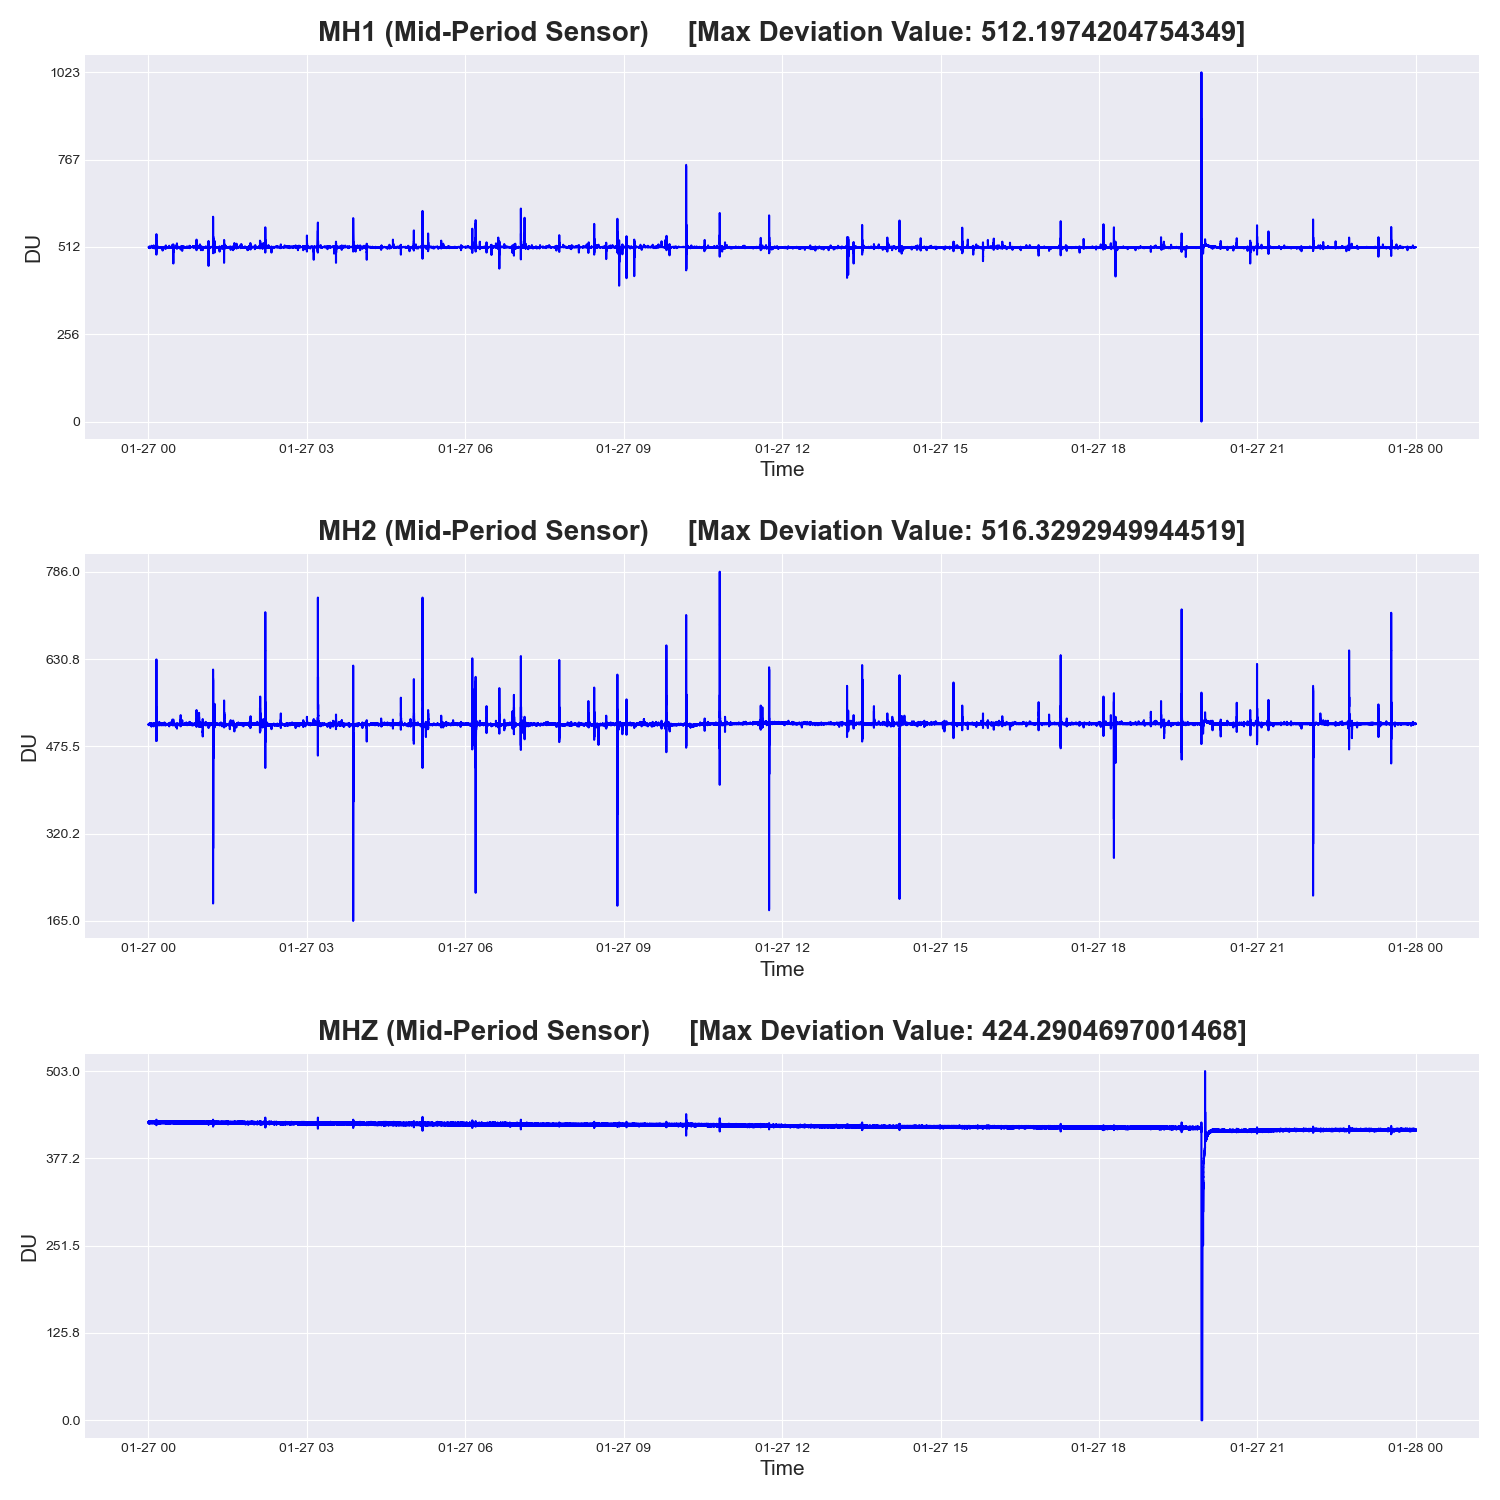 MH1 (Mid-Period Sensor) [Max Deviation Value: 512.1974204754349]
1023
767
512
256
0
DU
01-27 00 01-27 03 01-27 06 01-27 09 01-27 12 01-27 15 01-27 18 01-27 21 01-28 00
Time
MH2 (Mid-Period Sensor) [Max Deviation Value: 516.3292949944519]
786.0
630.8
475.5
320.2
165.0
DU
01-27 00 01-27 03 01-27 06 01-27 09 01-27 12 01-27 15 01-27 18 01-27 21 01-28 00
Time
MHZ (Mid-Period Sensor) [Max Deviation Value: 424.2904697001468]
503.0
377.2
251.5
125.8
0.0
DU
01-27 00 01-27 03 01-27 06 01-27 09 01-27 12 01-27 15 01-27 18 01-27 21 01-28 00
Time